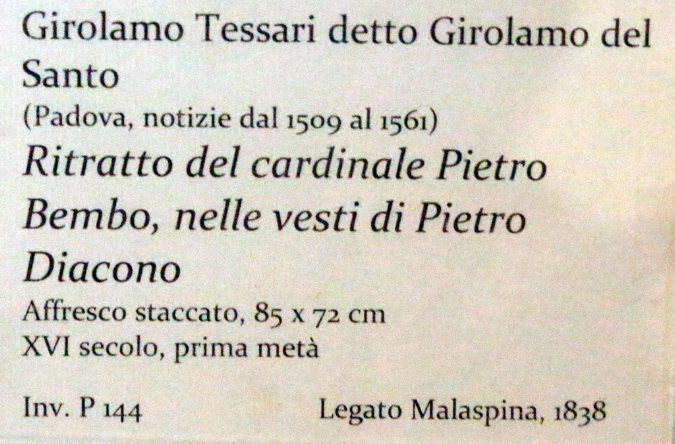 Girolamo Tessari detto Girolamo del
Santo
(Padova, notizie dal 1509 al 1561)
Ritratto del cardinale Pietro
Bembo, nelle vesti di Pietro
Diacono
Affresco staccato, 85 x 72 cm
XVI secolo, prima metà
Inv. P 144 Legato Malaspina, 1838